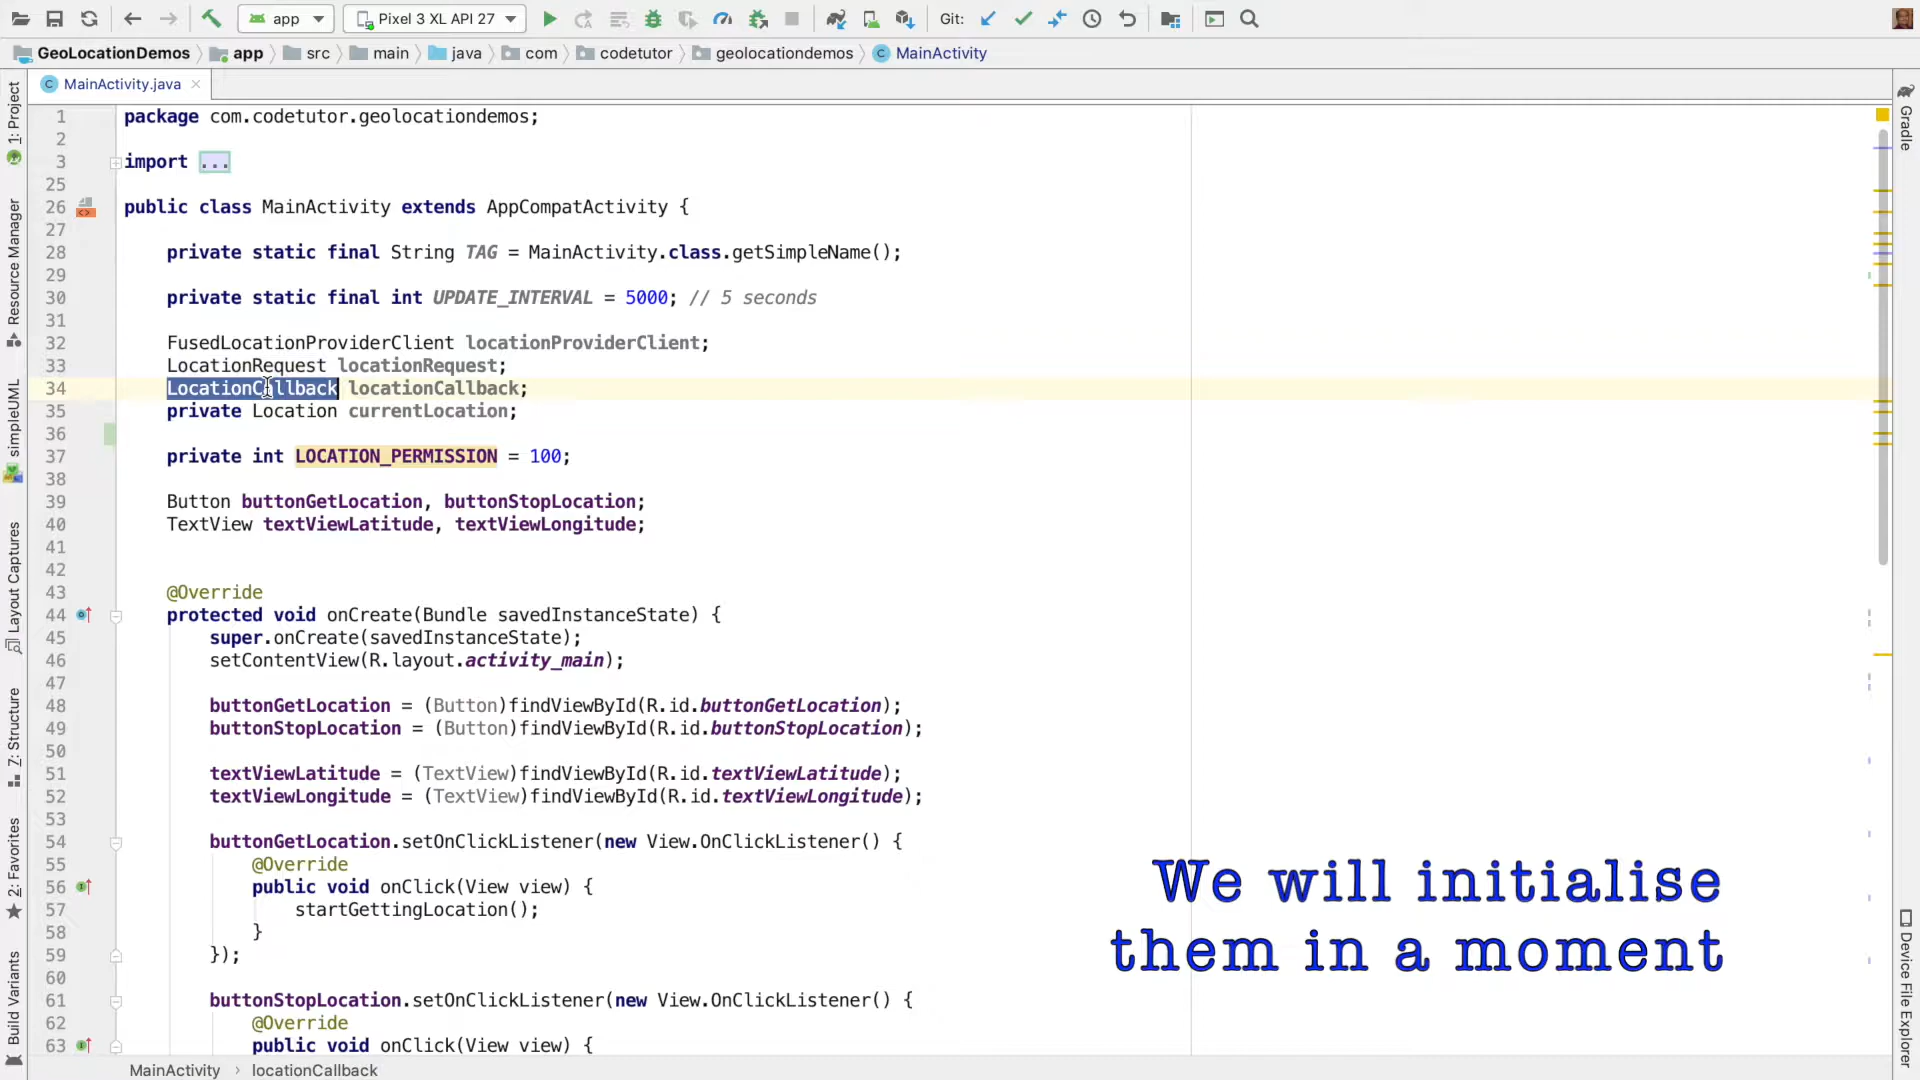 app
Pixel 3 XL API 27
Git:
GeoLocationDemos
app
src
main
java
com
codetutor
geolocationdemos
MainActivity
MainActivity.java
1 package com.codetutor.geolocationdemos;
2
3 import ...
25
26 public class MainActivity extends AppCompatActivity {
27
28 private static final String TAG = MainActivity.class.getSimpleName();
29
30 private static final int UPDATE_INTERVAL = 5000; // 5 seconds
31
32 FusedLocationProviderClient locationProviderClient;
33 LocationRequest locationRequest;
34 LocationCallback locationCallback;
35 private Location currentLocation;
36
37 private int LOCATION_PERMISSION = 100;
38
39 Button buttonGetLocation, buttonStopLocation;
40 TextView textViewLatitude, textViewLongitude;
41
42
43 @Override
44 protected void onCreate(Bundle savedInstanceState) {
45 super.onCreate(savedInstanceState);
46 setContentView(R.layout.activity_main);
47
48 buttonGetLocation = (Button)findViewById(R.id.buttonGetLocation);
49 buttonStopLocation = (Button)findViewById(R.id.buttonStopLocation);
50
51 textViewLatitude = (TextView)findViewById(R.id.textViewLatitude);
52 textViewLongitude = (TextView)findViewById(R.id.textViewLongitude);
53
54 buttonGetLocation.setOnClickListener(new View.OnClickListener() {
55 @Override
56 public void onClick(View view) {
57 startGettingLocation();
58 }
59 });
60
61 buttonStopLocation.setOnClickListener(new View.OnClickListener() {
62 @Override
63 public void onClick(View view) {
We will initialise
them in a moment
MainActivity
locationCallback
1: Project
Resource Manager
simpleUML
Layout Captures
7: Structure
2: Favorites
Build Variants
Gradle
Device File Explorer